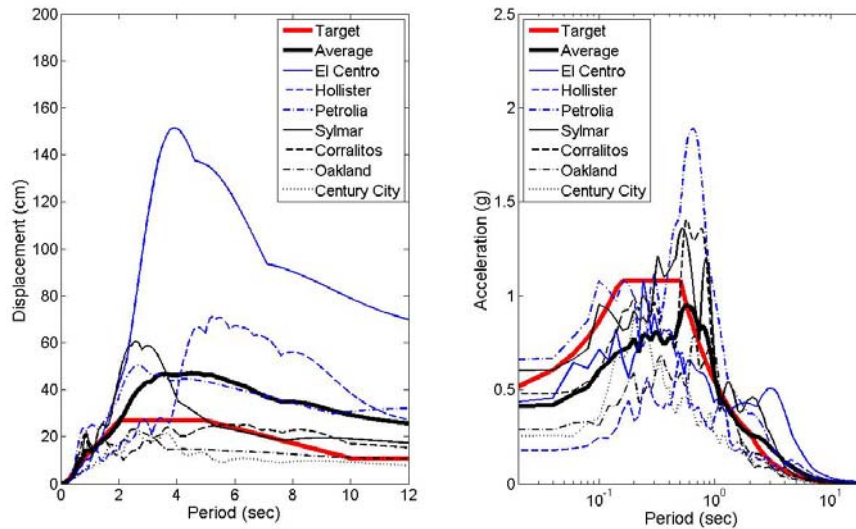 200
180
160
140
120
100
80
60
40
20
0
Displacement (cm)
0 2 4 6 8 10 12
Period (sec)
Target
Average
El Centro
Hollister
Petrolia
Sylmar
Corralitos
Oakland
Century City
2.5
2
1.5
1
0.5
0
Acceleration (g)
10⁻¹ 10⁰ 10¹
Period (sec)
Target
Average
El Centro
Hollister
Petrolia
Sylmar
Corralitos
Oakland
Century City